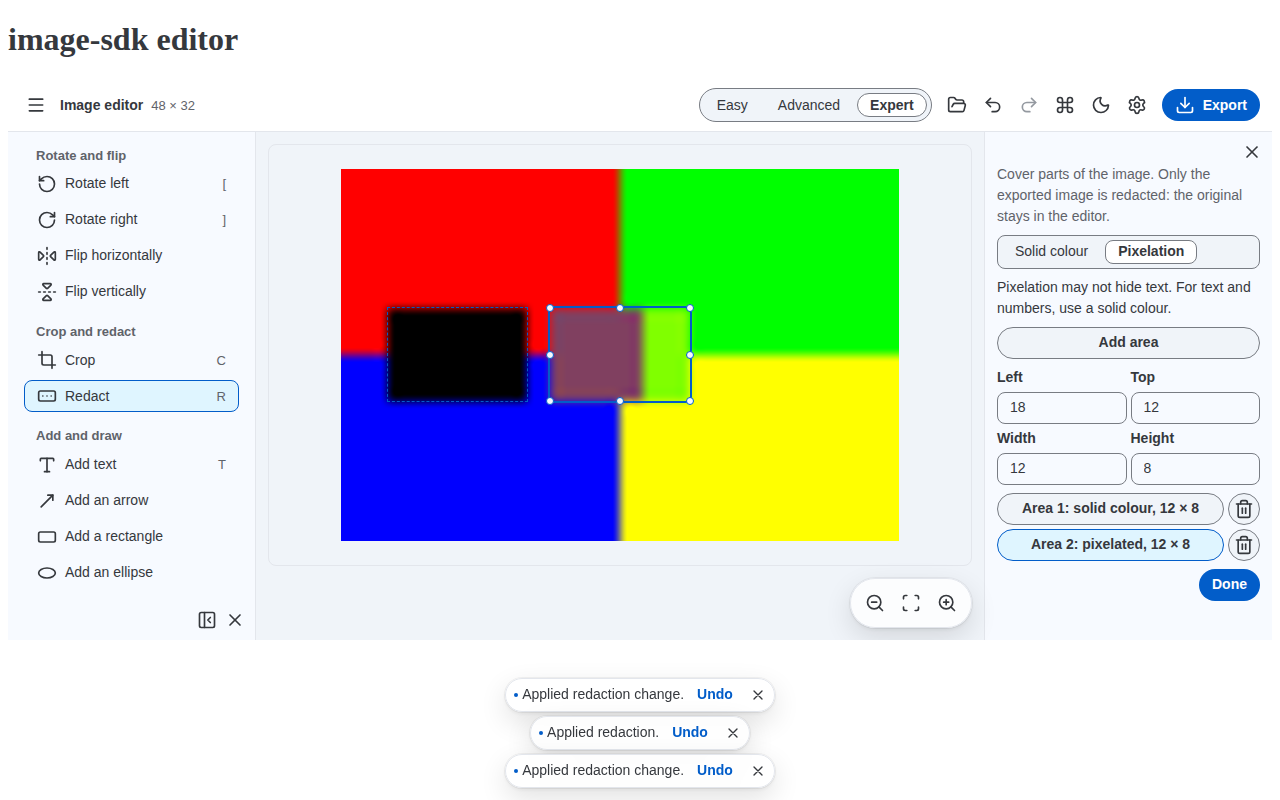 image-sdk editor
Image editor 48 × 32
Easy Advanced Expert
Export
Rotate and flip
Rotate left [
Rotate right ]
Flip horizontally
Flip vertically
Crop and redact
Crop C
Redact R
Add and draw
Add text T
Add an arrow
Add a rectangle
Add an ellipse
Cover parts of the image. Only the
exported image is redacted: the original
stays in the editor.
Solid colour Pixelation
Pixelation may not hide text. For text and
numbers, use a solid colour.
Add area
Left Top
18 12
Width Height
12 8
Area 1: solid colour, 12 × 8
Area 2: pixelated, 12 × 8
Done
Applied redaction change. Undo
Applied redaction. Undo
Applied redaction change. Undo